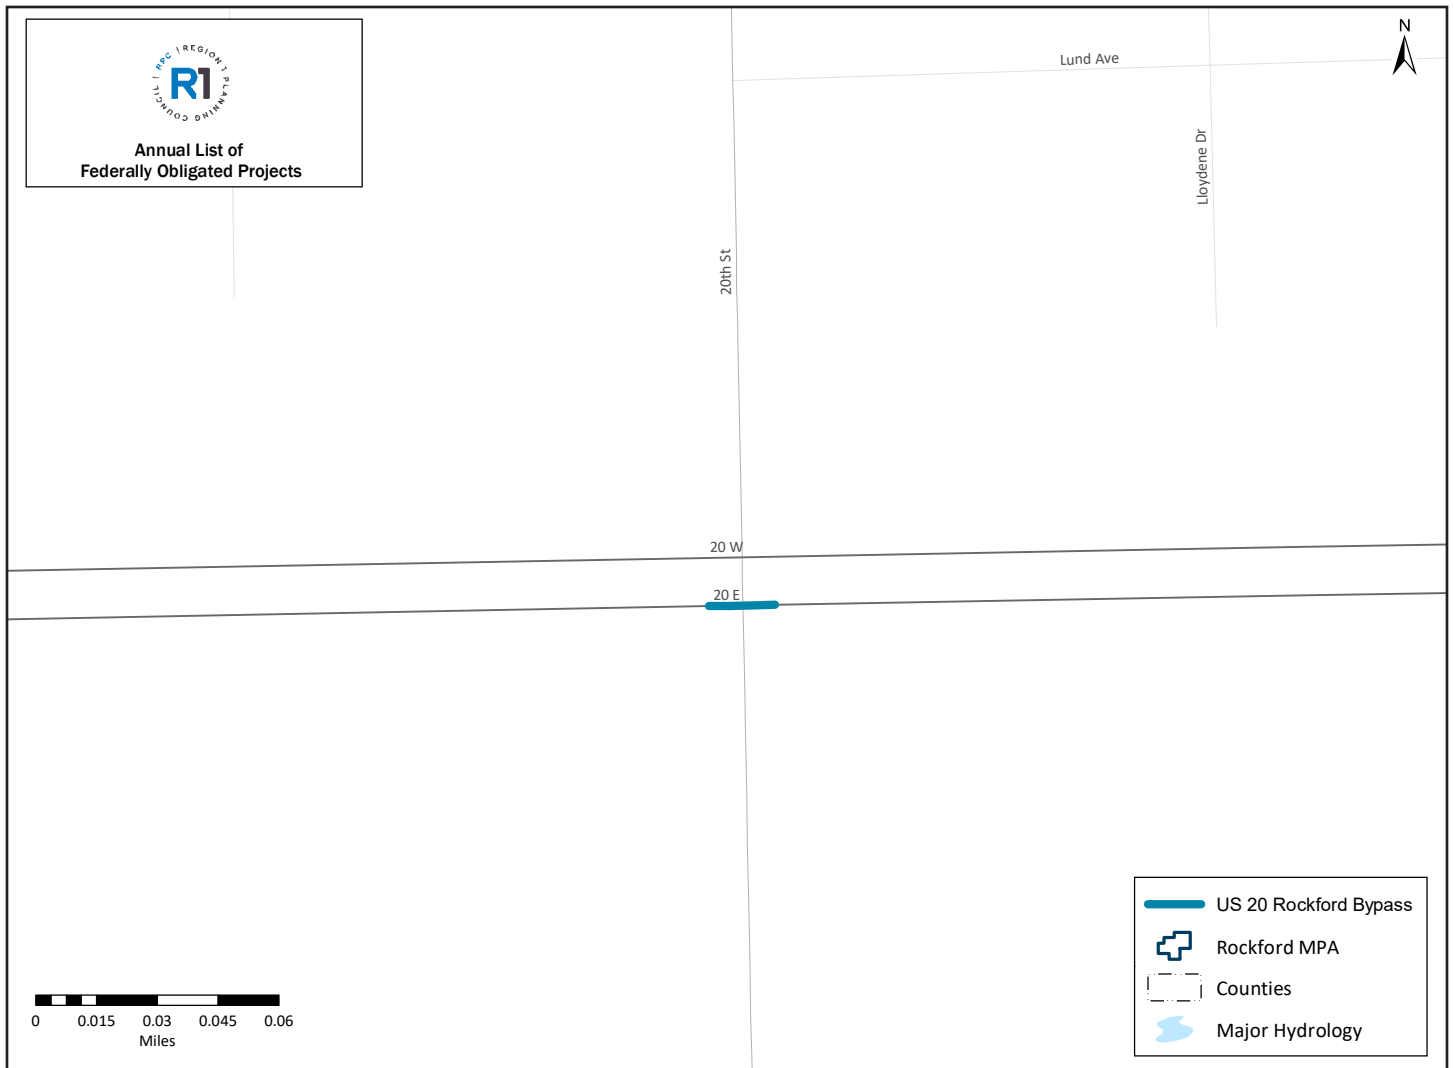 RPC | REGION 1 PLANNING COUNCIL |
R1
Annual List of
Federally Obligated Projects
N
Lund Ave
Lloydene Dr
20th St
20 W
20 E
US 20 Rockford Bypass
Rockford MPA
Counties
Major Hydrology
0 0.015 0.03 0.045 0.06
Miles